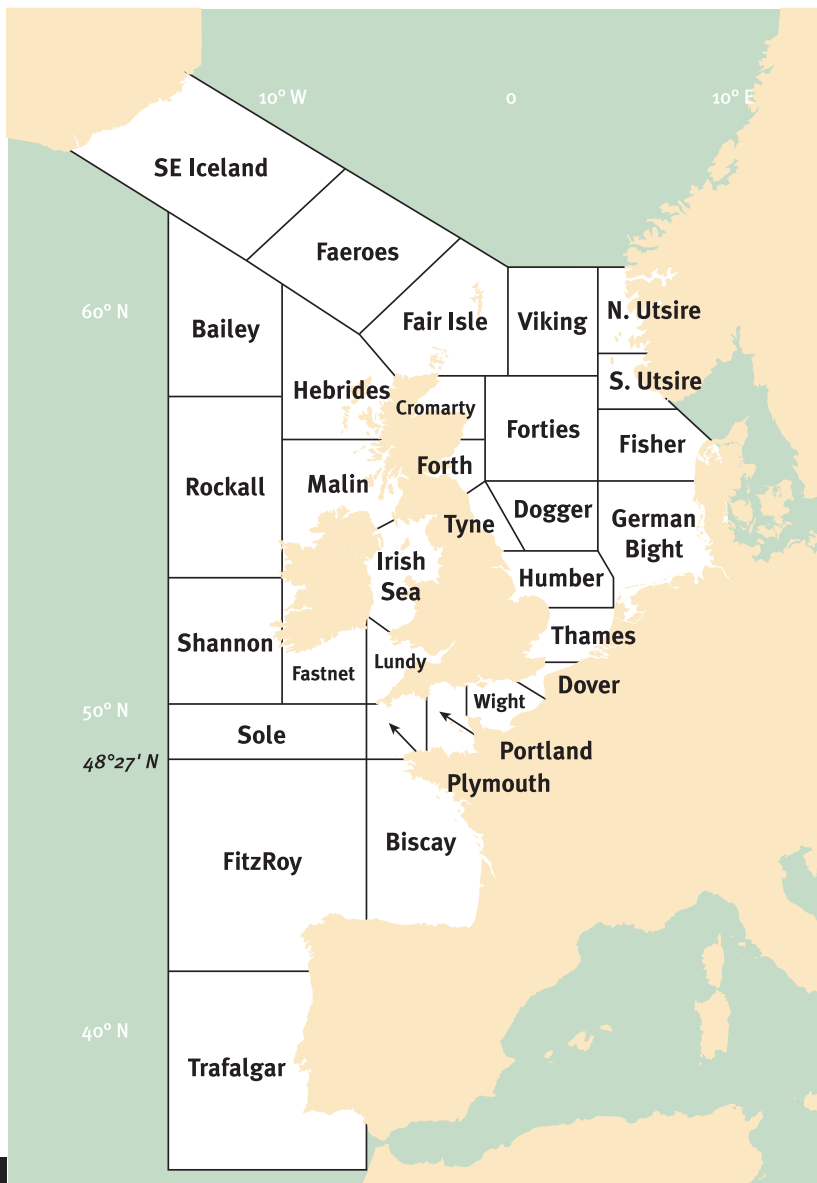 10° W
0
10° E
SE Iceland
Faeroes
60° N
Bailey
Fair Isle
Viking
N. Utsire
Hebrides
Cromarty
S. Utsire
Forties
Fisher
Rockall
Malin
Forth
Tyne
Dogger
German
Bight
Irish
Sea
Humber
Shannon
Fastnet
Lundy
Thames
Dover
Wight
50° N
Sole
Portland
48°27' N
Plymouth
FitzRoy
Biscay
40° N
Trafalgar